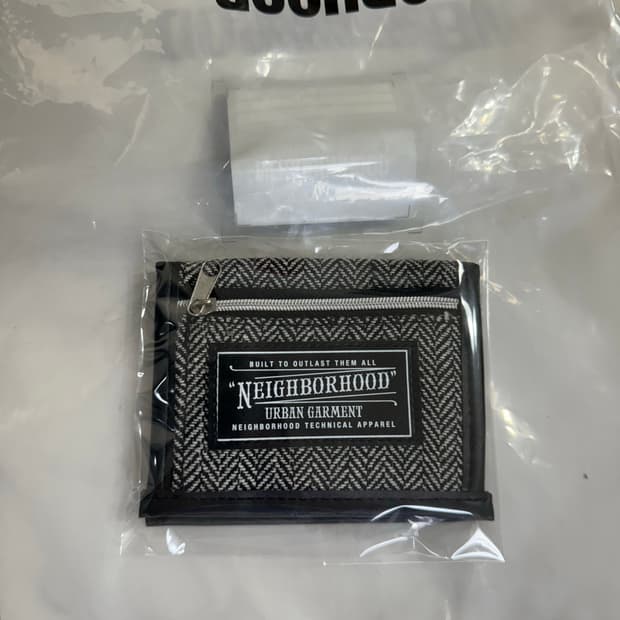 BUILT TO OUTLAST THEM ALL
"NEIGHBORHOOD"
URBAN GARMENT
NEIGHBORHOOD TECHNICAL APPAREL